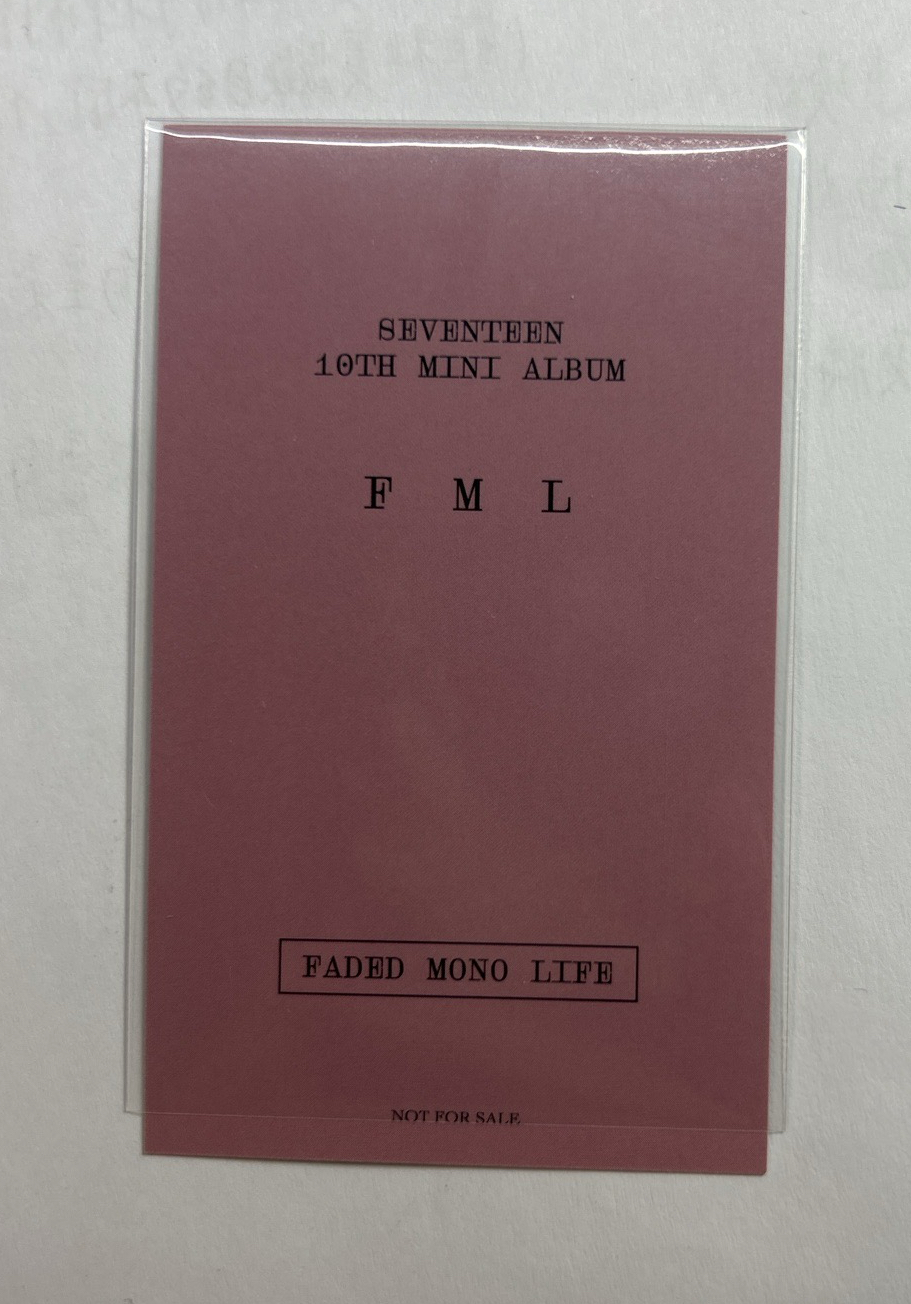 SEVENTEEN
10TH MINI ALBUM
F M L
FADED MONO LIFE
NOT FOR SALE